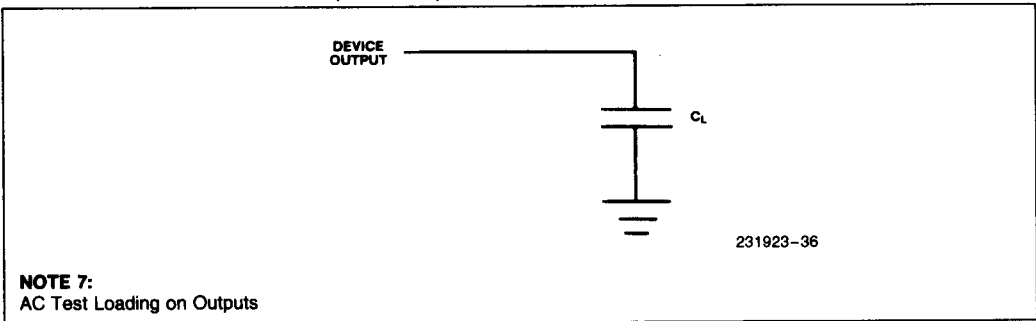 DEVICE
OUTPUT
CL
231923-36
NOTE 7:
AC Test Loading on Outputs